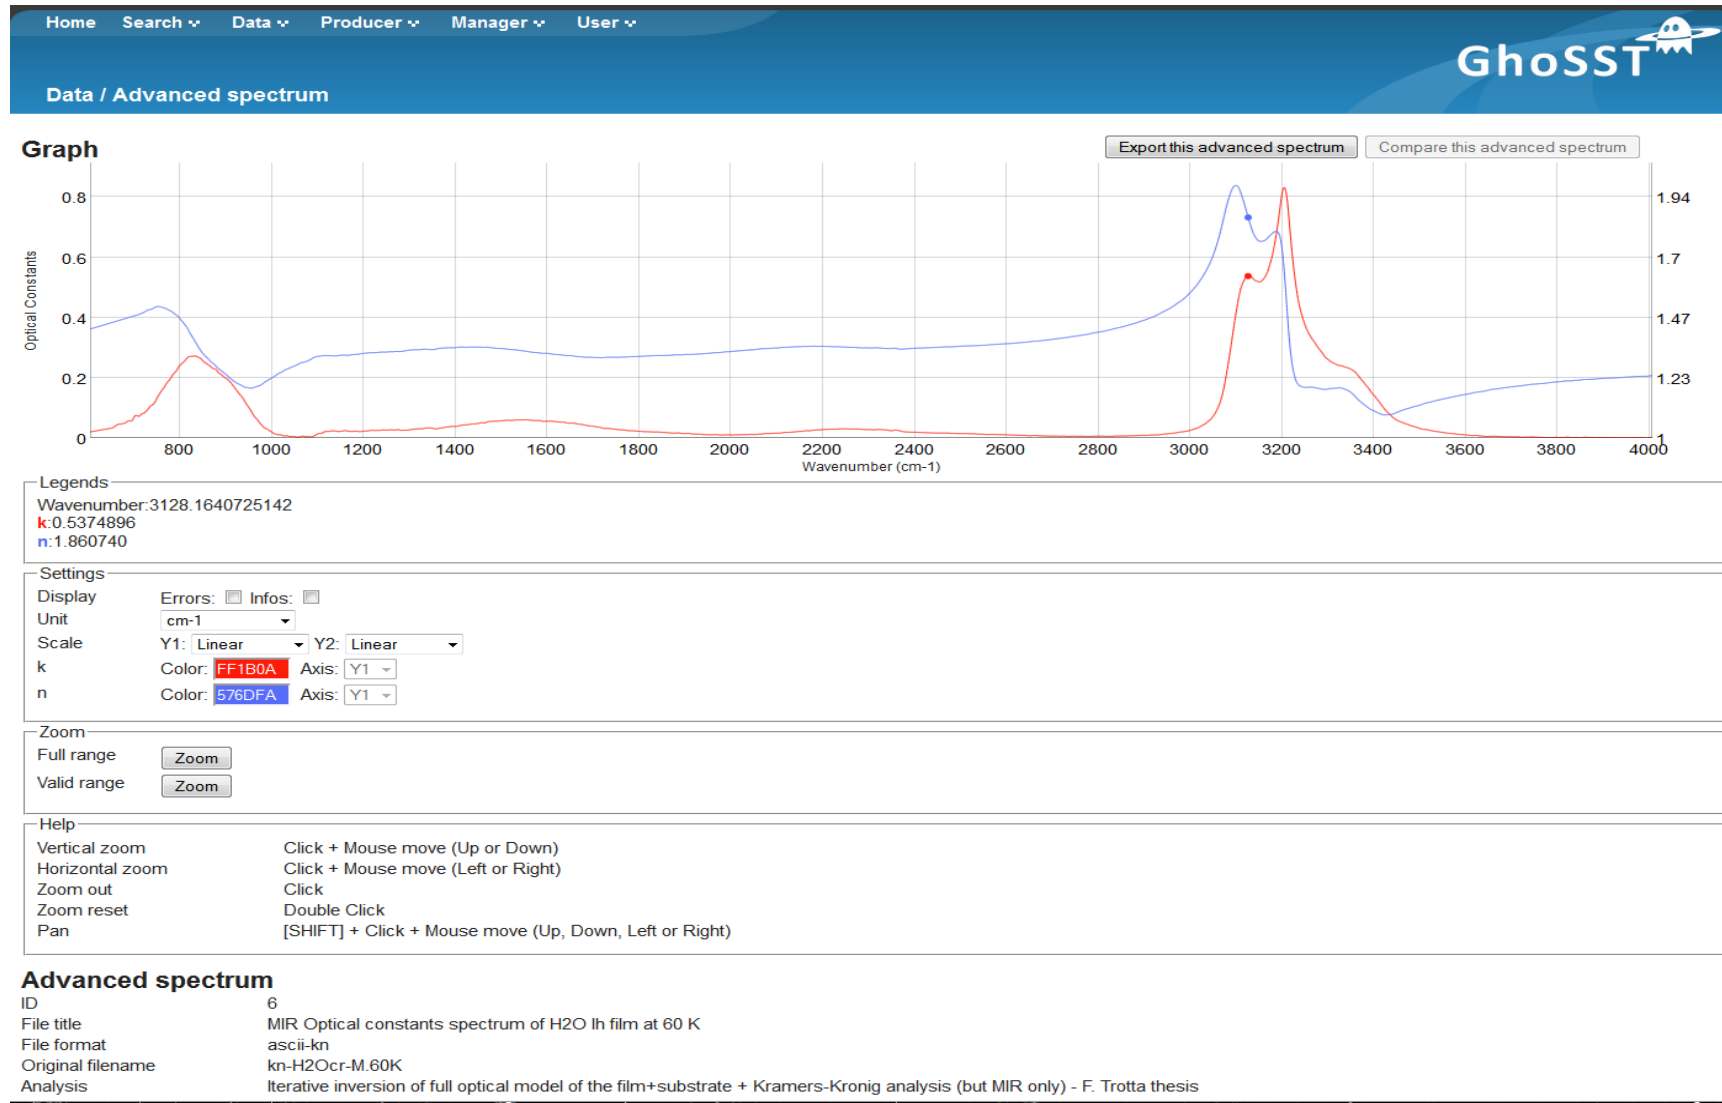 Home Search Data Producer Manager User
GhoSST
Data / Advanced spectrum
Graph
Export this advanced spectrum Compare this advanced spectrum
0.8 1.94
0.6 1.7
0.4 1.47
0.2 1.23
0 1
Optical Constants
800 1000 1200 1400 1600 1800 2000 2200 2400 2600 2800 3000 3200 3400 3600 3800 4000
Wavenumber (cm-1)
Legends
Wavenumber:3128.1640725142
k:0.5374896
n:1.860740
Settings
Display Errors: Infos:
Unit cm-1
Scale Y1: Linear Y2: Linear
k Color: FF1B0A Axis: Y1
n Color: 576DFA Axis: Y1
Zoom
Full range Zoom
Valid range Zoom
Help
Vertical zoom Click + Mouse move (Up or Down)
Horizontal zoom Click + Mouse move (Left or Right)
Zoom out Click
Zoom reset Double Click
Pan [SHIFT] + Click + Mouse move (Up, Down, Left or Right)
Advanced spectrum
ID 6
File title MIR Optical constants spectrum of H2O Ih film at 60 K
File format ascii-kn
Original filename kn-H2Ocr-M.60K
Analysis Iterative inversion of full optical model of the film+substrate + Kramers-Kronig analysis (but MIR only) - F. Trotta thesis